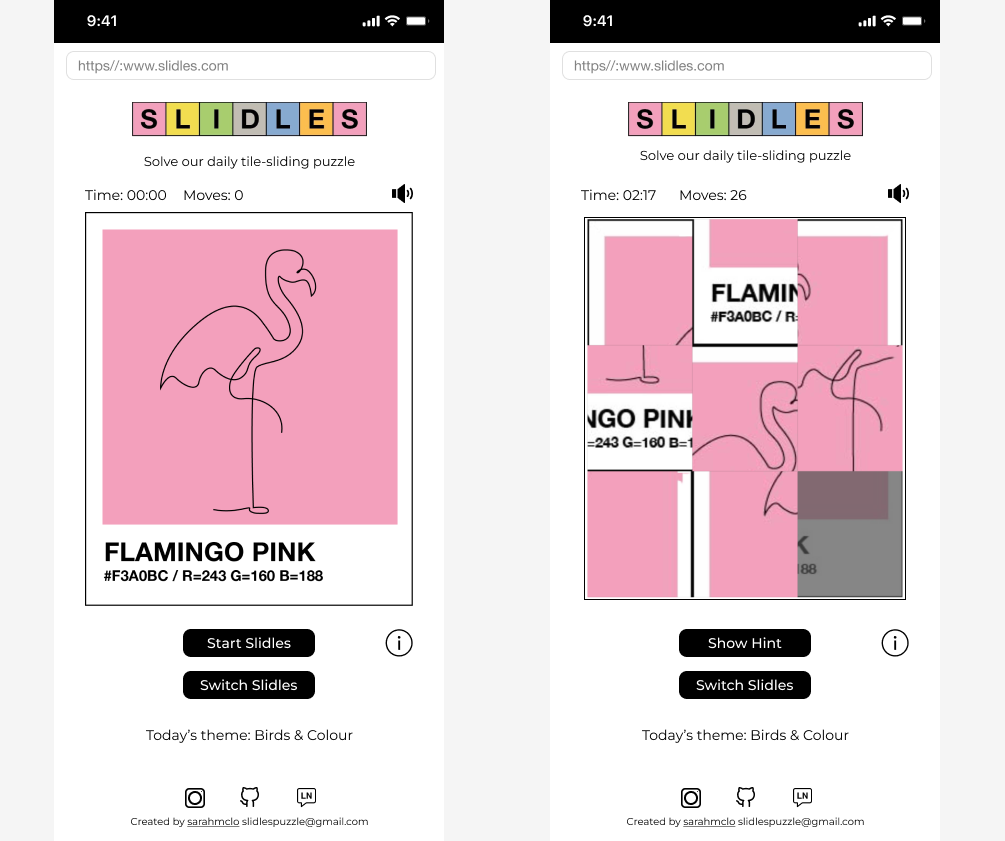 9:41
https//:www.slidles.com
SLIDLES
Solve our daily tile-sliding puzzle
Time: 00:00 Moves: 0
FLAMINGO PINK
#F3A0BC / R=243 G=160 B=188
Start Slidles
Switch Slidles
Today's theme: Birds & Colour
LN
Created by sarahmclo slidlespuzzle@gmail.com
9:41
https//:www.slidles.com
SLIDLES
Solve our daily tile-sliding puzzle
Time: 02:17 Moves: 26
FLAMIN
#F3A0BC / R=
NGO PINK
=243 G=160 B=1
K
188
Show Hint
Switch Slidles
Today's theme: Birds & Colour
LN
Created by sarahmclo slidlespuzzle@gmail.com